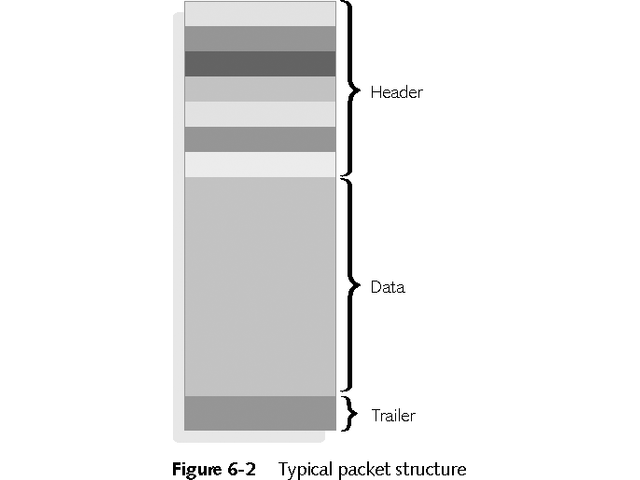 Header
Data
Trailer
Figure 6-2 Typical packet structure